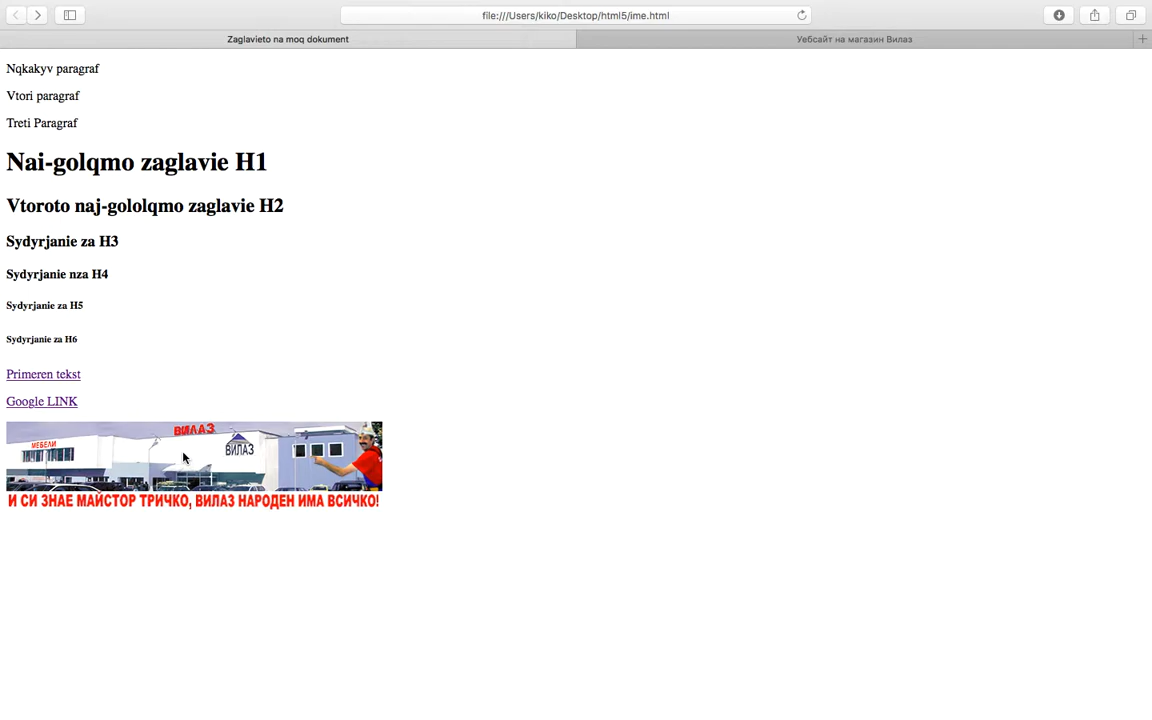 file:///Users/kiko/Desktop/html5/ime.html
Zaglavieto na moq dokument
Уебсайт на магазин Вилаз
Nqkakyv paragraf
Vtori paragraf
Treti Paragraf
Nai-golqmo zaglavie H1
Vtoroto naj-gololqmo zaglavie H2
Sydyrjanie za H3
Sydyrjanie nza H4
Sydyrjanie za H5
Sydyrjanie za H6
Primeren tekst
Google LINK
ВИЛАЗ
МЕБЕЛИ
ВИЛАЗ
И СИ ЗНАЕ МАЙСТОР ТРИЧКО, ВИЛАЗ НАРОДЕН ИМА ВСИЧКО!